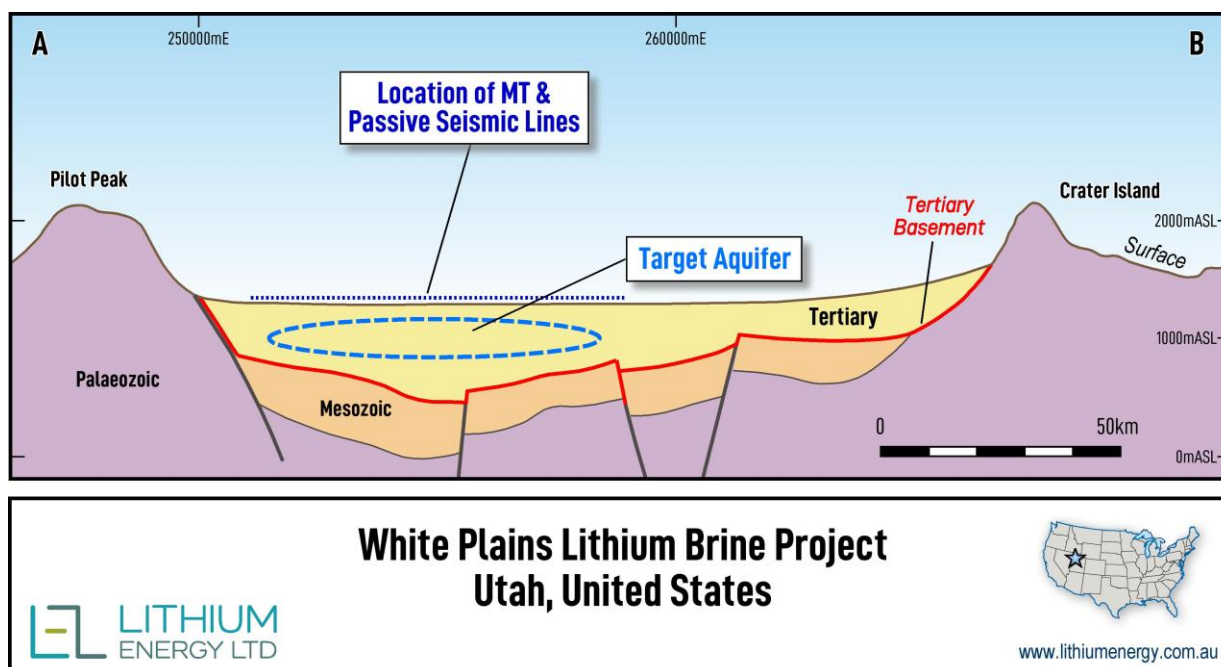 A
250000mE
260000mE
B
Location of MT &
Passive Seismic Lines
Pilot Peak
Crater Island
Tertiary
Basement
2000mASL
Surface
Target Aquifer
Tertiary
1000mASL
Palaeozoic
Mesozoic
0
50km
0mASL
White Plains Lithium Brine Project
Utah, United States
LITHIUM
ENERGY LTD
www.lithiumenergy.com.au